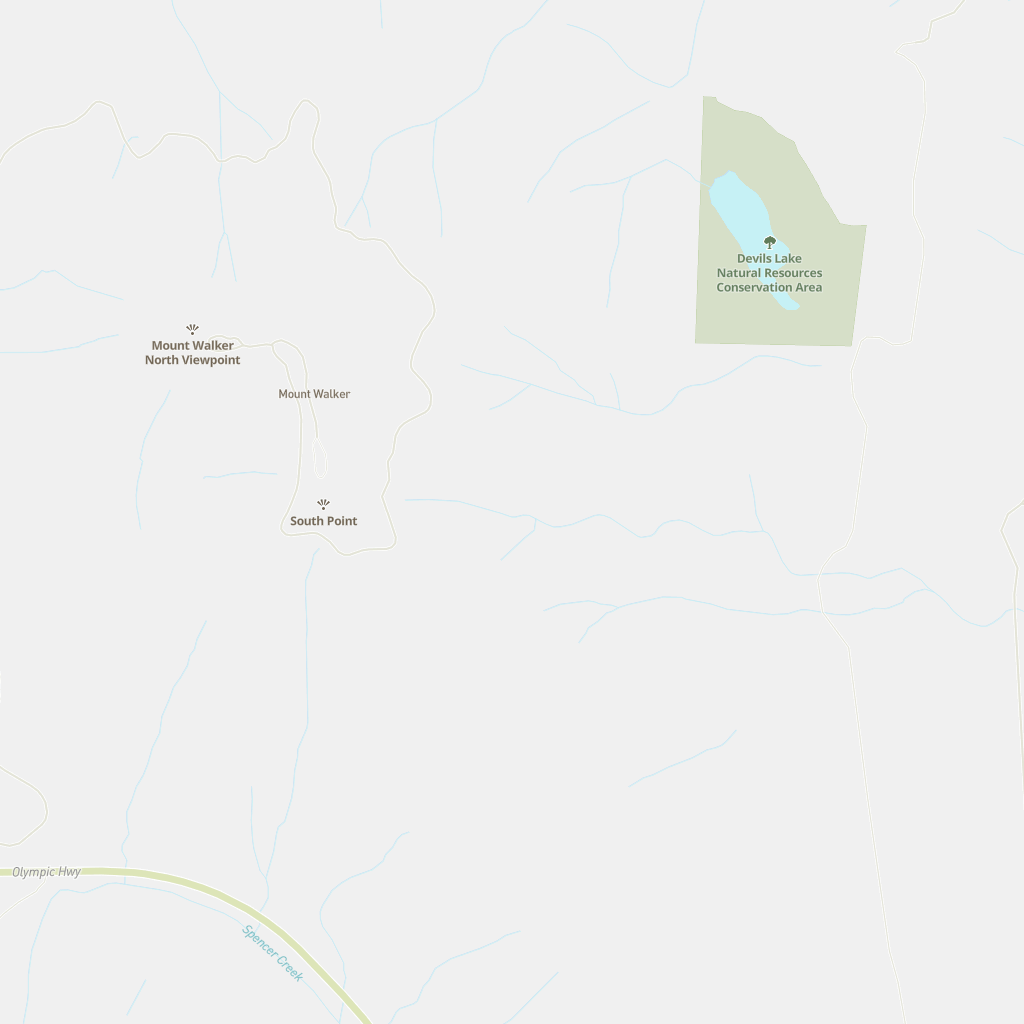 Devils Lake
Natural Resources
Conservation Area
Mount Walker
North Viewpoint
Mount Walker
South Point
Olympic Hwy
Spencer Creek